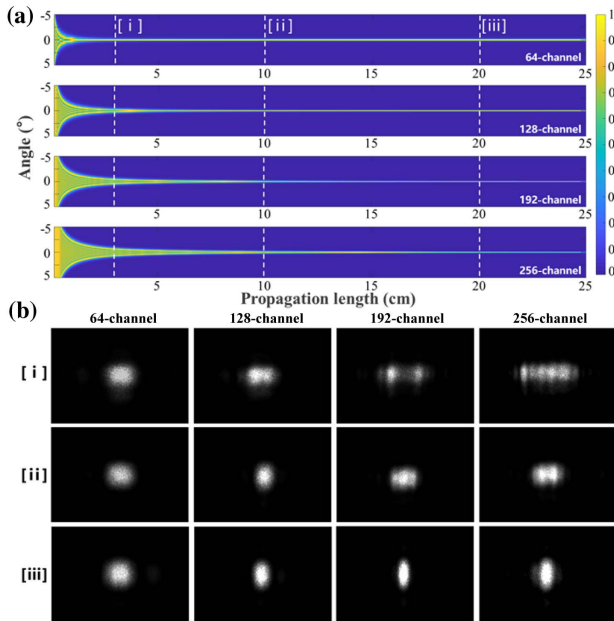 (a)
-5
0
5
[ i ]
[ ii ]
[iii]
64-channel
5
10
15
20
25
1
0
0
0
0
0
0
0
0
0
0
-5
0
5
128-channel
5
10
15
20
25
-5
0
5
192-channel
5
10
15
20
25
-5
0
5
256-channel
5
10
15
20
25
Angle (°)
Propagation length (cm)
(b)
64-channel 128-channel 192-channel 256-channel
[ i ]
[ii]
[iii]